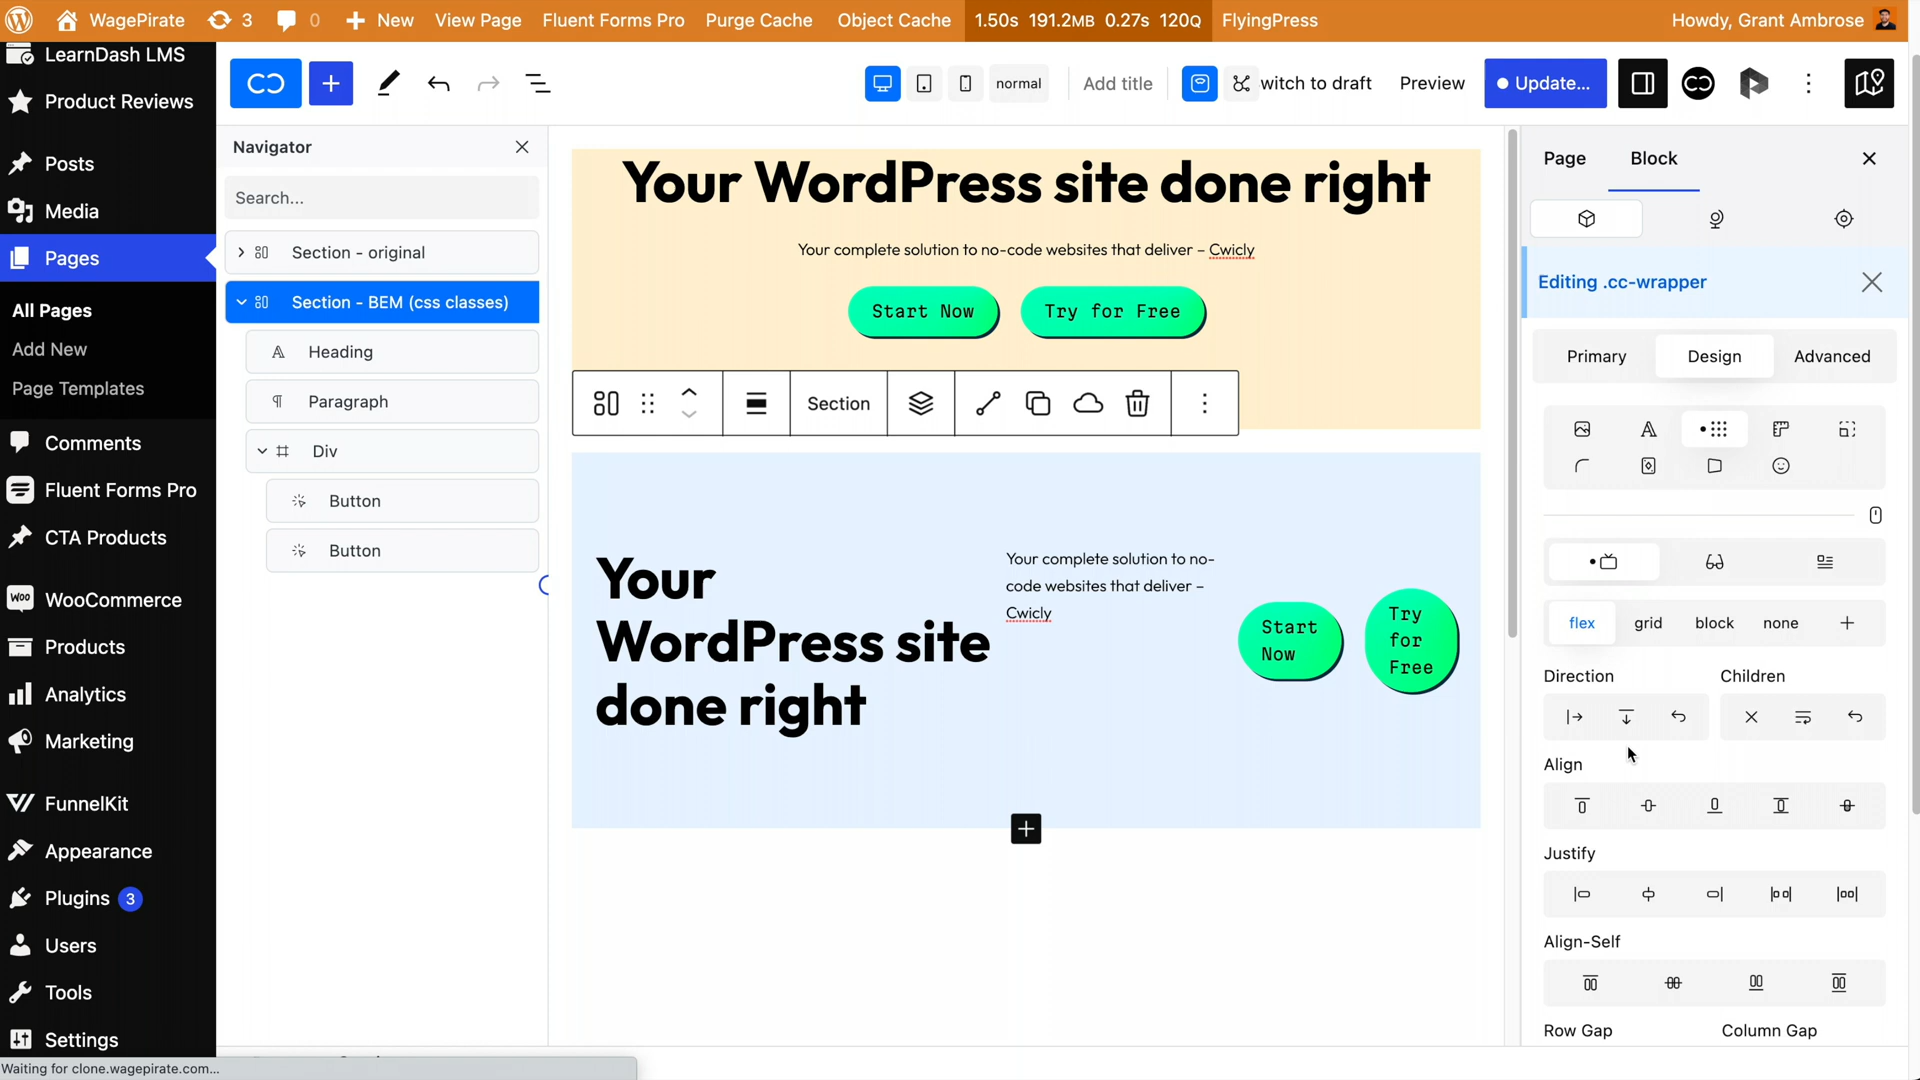 WagePirate
3
0
New
View Page
Fluent Forms Pro
Purge Cache
Object Cache
1.50s 191.2MB 0.27s 120Q
FlyingPress
Howdy, Grant Ambrose
LearnDash LMS
Product Reviews
Posts
Media
Pages
All Pages
Add New
Page Templates
Comments
Fluent Forms Pro
CTA Products
WooCommerce
Products
Analytics
Marketing
FunnelKit
Appearance
Plugins 3
Users
Tools
Settings
Waiting for clone.wagepirate.com...
normal
Add title
witch to draft
Preview
Update...
Navigator
Search...
Section - original
Section - BEM (css classes)
Heading
Paragraph
Div
Button
Button
Your WordPress site done right
Your complete solution to no-code websites that deliver – Cwicly
Start Now
Try for Free
Section
Your
WordPress site
done right
Your complete solution to no-
code websites that deliver –
Cwicly
Start
Now
Try
for
Free
Page
Block
Editing .cc-wrapper
Primary
Design
Advanced
flex
grid
block
none
Direction
Children
Align
Justify
Align-Self
Row Gap
Column Gap